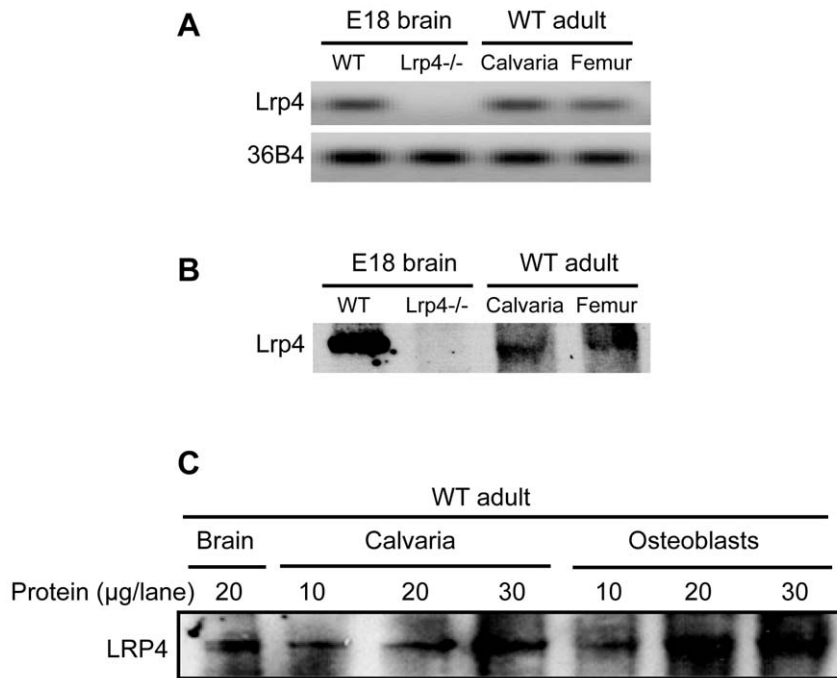 A
E18 brain WT adult
WT Lrp4-/- Calvaria Femur
Lrp4
36B4
B
E18 brain WT adult
WT Lrp4-/- Calvaria Femur
Lrp4
C
WT adult
Brain Calvaria Osteoblasts
Protein (µg/lane) 20 10 20 30 10 20 30
LRP4